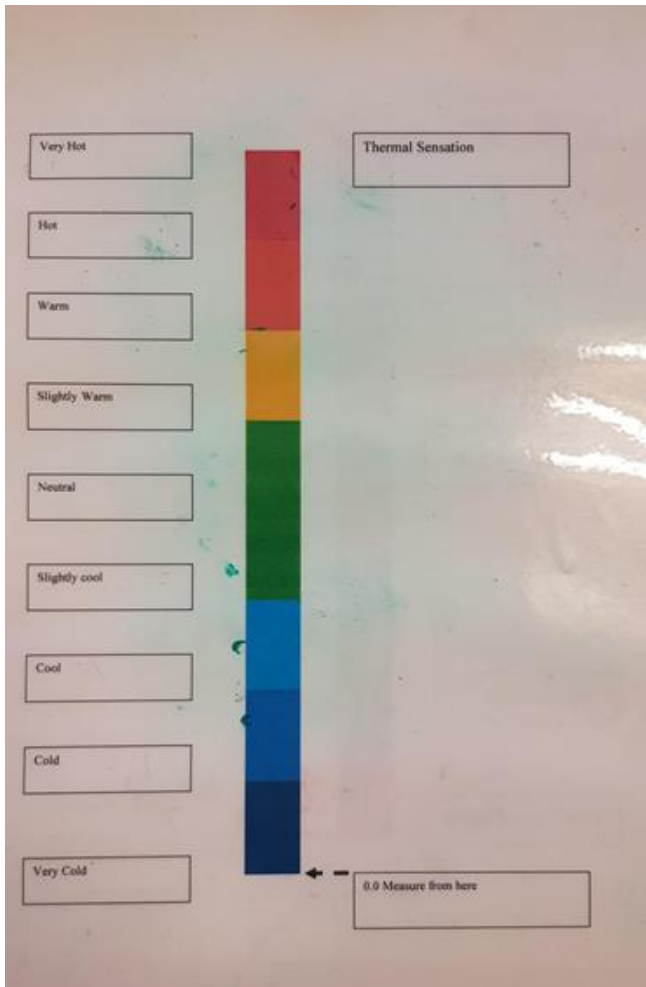 Very Hot
Thermal Sensation
Hot
Warm
Slightly Warm
Neutral
Slightly cool
Cool
Cold
Very Cold
0.0 Measure from here